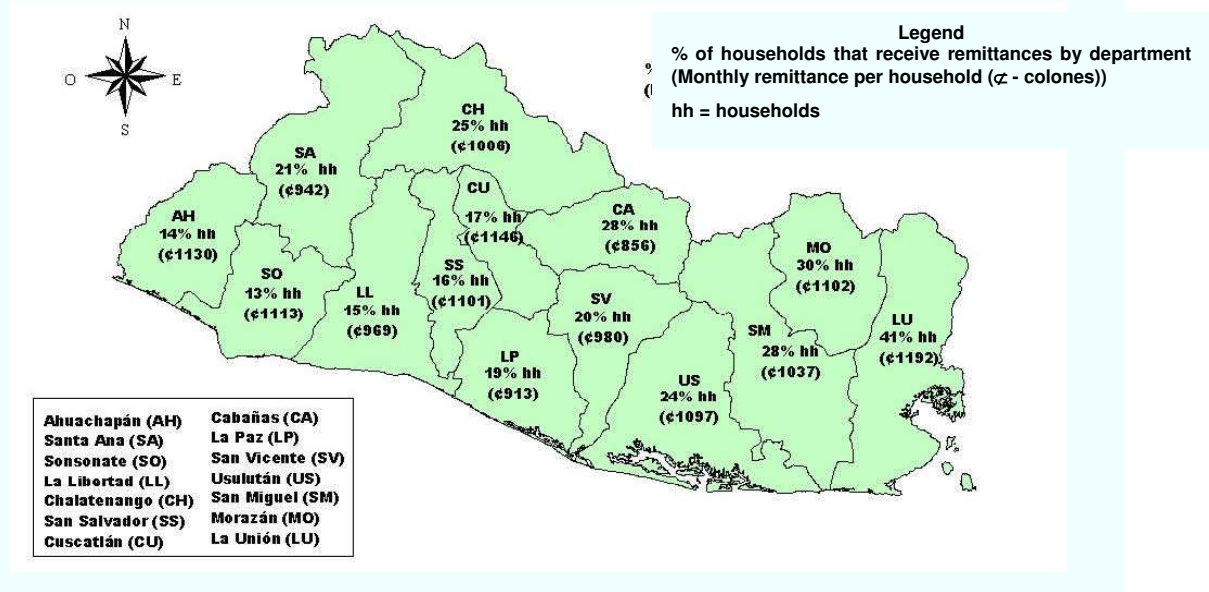 N
O
E
S
Legend
% of households that receive remittances by department
(Monthly remittance per household (₡ - colones))
hh = households
%
(
CH
25% hh
(¢1006)
SA
21% hh
(¢942)
CU
17% hh
(¢1146)
CA
28% hh
(¢856)
AH
14% hh
(¢1130)
MO
30% hh
(¢1102)
SS
16% hh
(¢1101)
SO
13% hh
(¢1113)
LL
15% hh
(¢969)
SV
20% hh
(¢980)
LU
41% hh
(¢1192)
SM
28% hh
(¢1037)
LP
19% hh
(¢913)
US
24% hh
(¢1097)
Ahuachapán (AH)
Santa Ana (SA)
Sonsonate (SO)
La Libertad (LL)
Chalatenango (CH)
San Salvador (SS)
Cuscatlán (CU)
Cabañas (CA)
La Paz (LP)
San Vicente (SV)
Usulután (US)
San Miguel (SM)
Morazán (MO)
La Unión (LU)